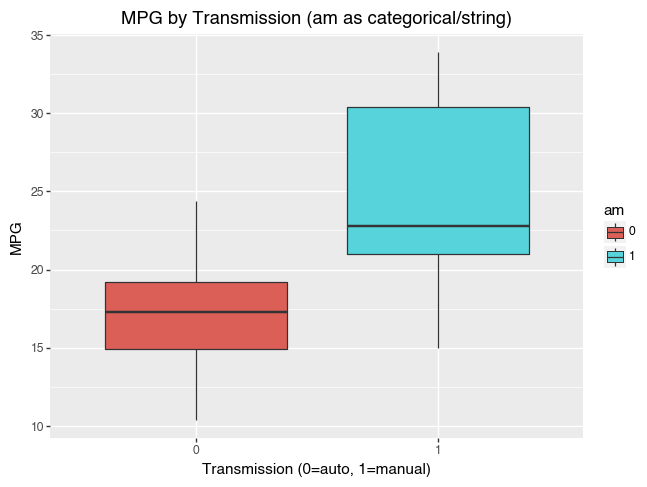 MPG by Transmission (am as categorical/string)
35
30
25
20
15
10
MPG
0
1
Transmission (0=auto, 1=manual)
am
0
1